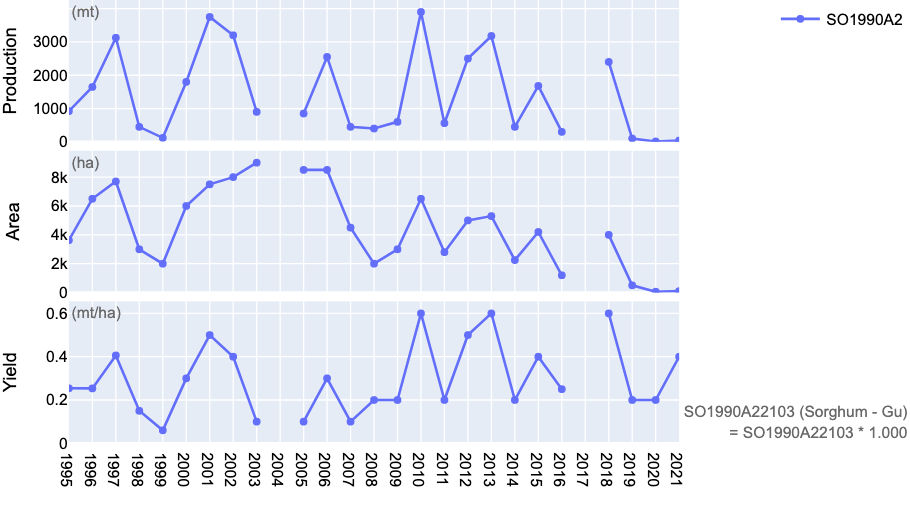 (mt)
SO1990A2
Production
3000
2000
1000
0
(ha)
Area
8k
6k
4k
2k
0
(mt/ha)
Yield
0.6
0.4
0.2
0
SO1990A22103 (Sorghum - Gu)
= SO1990A22103 * 1.000
1995
1996
1997
1998
1999
2000
2001
2002
2003
2004
2005
2006
2007
2008
2009
2010
2011
2012
2013
2014
2015
2016
2017
2018
2019
2020
2021